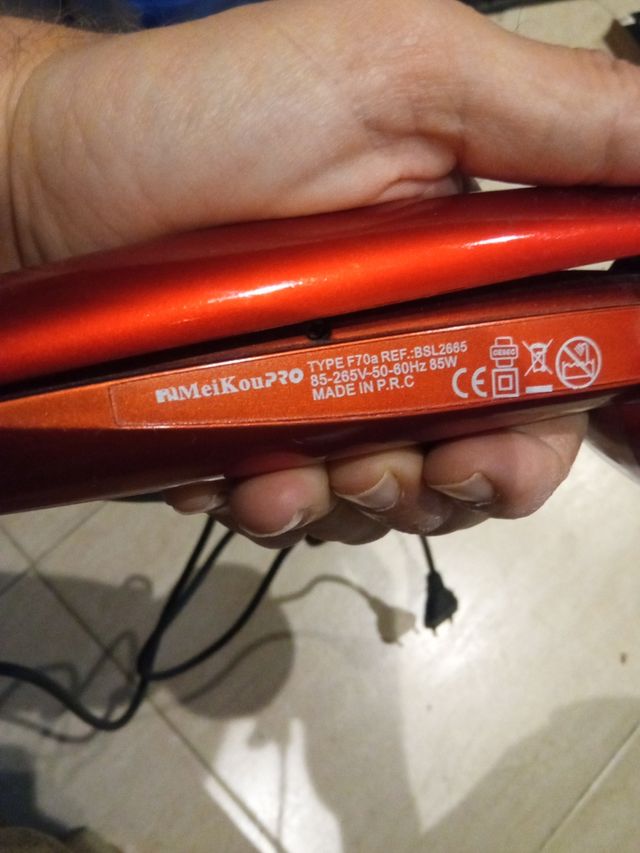 MeiKouPRO
TYPE F70a REF.:BSL2665
85-265V-50-60Hz 85W
MADE IN P.R.C
CE